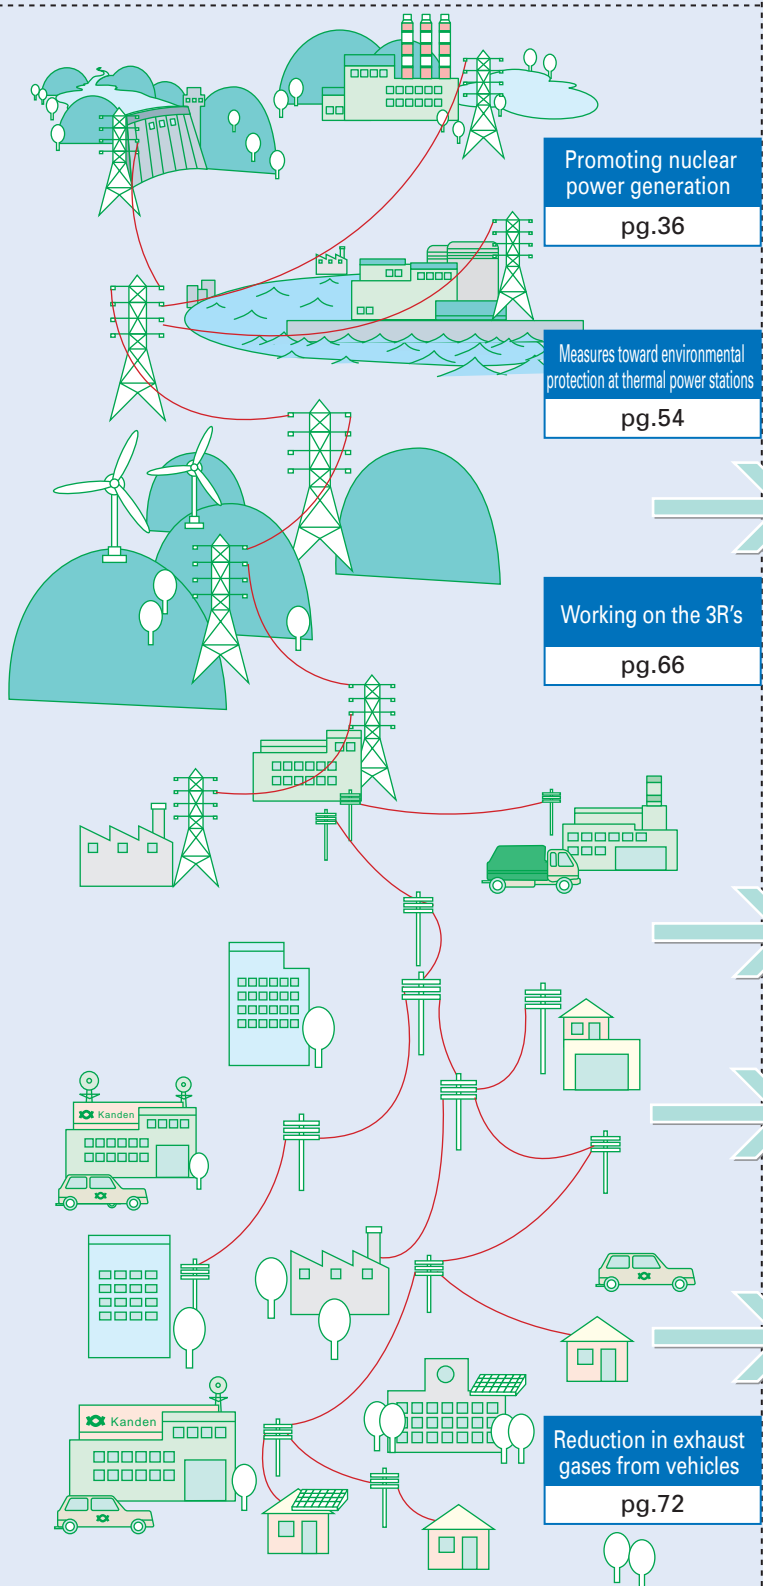 Promoting nuclear
power generation
pg.36
Measures toward environmental
protection at thermal power stations
pg.54
Working on the 3R's
pg.66
Kanden
Kanden
Reduction in exhaust
gases from vehicles
pg.72